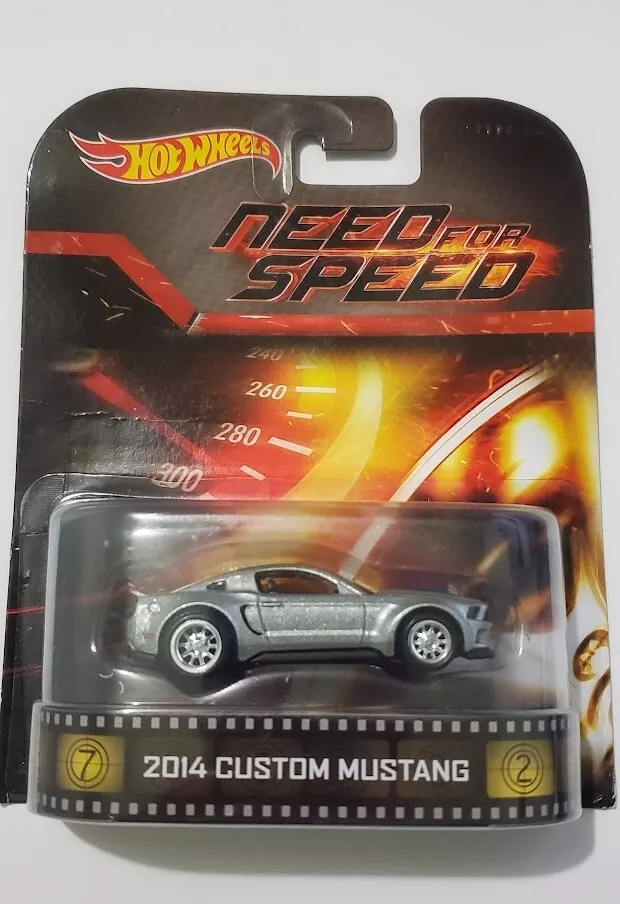 HOT WHEELS
NEED FOR
SPEED
240
260
280
300
7 2014 CUSTOM MUSTANG 2